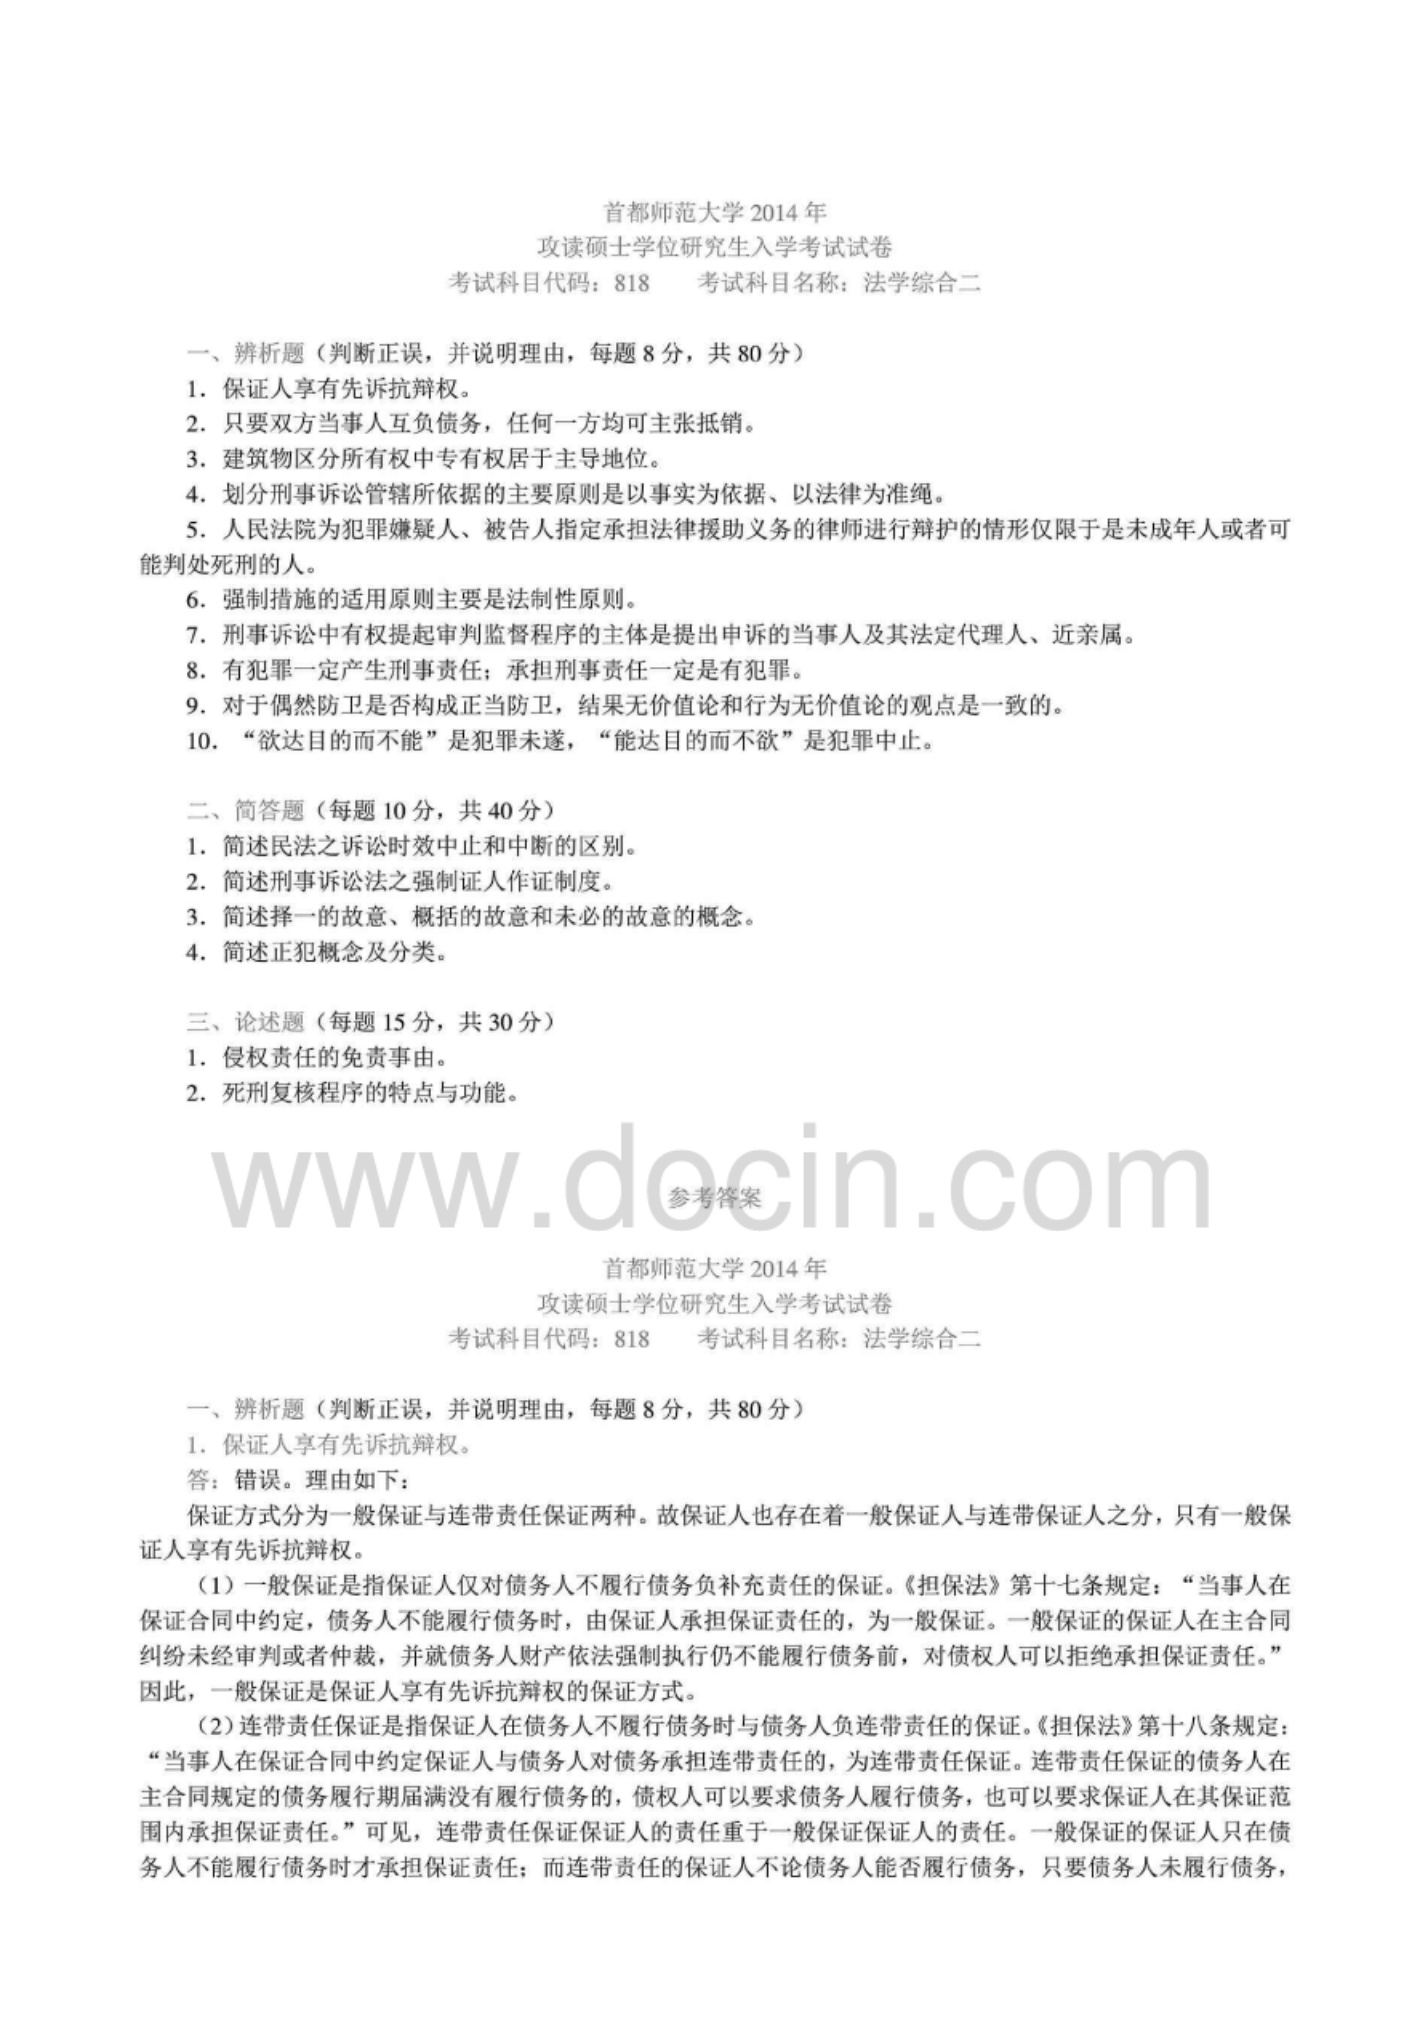 首都师范大学 2014 年
攻读硕士学位研究生入学考试试卷
考试科目代码：818　　考试科目名称：法学综合二
一、辨析题（判断正误，并说明理由，每题 8 分，共 80 分）
1．保证人享有先诉抗辩权。
2．只要双方当事人互负债务，任何一方均可主张抵销。
3．建筑物区分所有权中专有权居于主导地位。
4．划分刑事诉讼管辖所依据的主要原则是以事实为依据、以法律为准绳。
5．人民法院为犯罪嫌疑人、被告人指定承担法律援助义务的律师进行辩护的情形仅限于是未成年人或者可
能判处死刑的人。
6．强制措施的适用原则主要是法制性原则。
7．刑事诉讼中有权提起审判监督程序的主体是提出申诉的当事人及其法定代理人、近亲属。
8．有犯罪一定产生刑事责任；承担刑事责任一定是有犯罪。
9．对于偶然防卫是否构成正当防卫，结果无价值论和行为无价值论的观点是一致的。
10．“欲达目的而不能”是犯罪未遂，“能达目的而不欲”是犯罪中止。
二、简答题（每题 10 分，共 40 分）
1．简述民法之诉讼时效中止和中断的区别。
2．简述刑事诉讼法之强制证人作证制度。
3．简述择一的故意、概括的故意和未必的故意的概念。
4．简述正犯概念及分类。
三、论述题（每题 15 分，共 30 分）
1．侵权责任的免责事由。
2．死刑复核程序的特点与功能。
www.docin.com
参考答案
首都师范大学 2014 年
攻读硕士学位研究生入学考试试卷
考试科目代码：818　　考试科目名称：法学综合二
一、辨析题（判断正误，并说明理由，每题 8 分，共 80 分）
1．保证人享有先诉抗辩权。
答：错误。理由如下：
保证方式分为一般保证与连带责任保证两种。故保证人也存在着一般保证人与连带保证人之分，只有一般保
证人享有先诉抗辩权。
（1）一般保证是指保证人仅对债务人不履行债务负补充责任的保证。《担保法》第十七条规定：“当事人在
保证合同中约定，债务人不能履行债务时，由保证人承担保证责任的，为一般保证。一般保证的保证人在主合同
纠纷未经审判或者仲裁，并就债务人财产依法强制执行仍不能履行债务前，对债权人可以拒绝承担保证责任。”
因此，一般保证是保证人享有先诉抗辩权的保证方式。
（2）连带责任保证是指保证人在债务人不履行债务时与债务人负连带责任的保证。《担保法》第十八条规定：
“当事人在保证合同中约定保证人与债务人对债务承担连带责任的，为连带责任保证。连带责任保证的债务人在
主合同规定的债务履行期届满没有履行债务的，债权人可以要求债务人履行债务，也可以要求保证人在其保证范
围内承担保证责任。”可见，连带责任保证保证人的责任重于一般保证保证人的责任。一般保证的保证人只在债
务人不能履行债务时才承担保证责任；而连带责任的保证人不论债务人能否履行债务，只要债务人未履行债务，